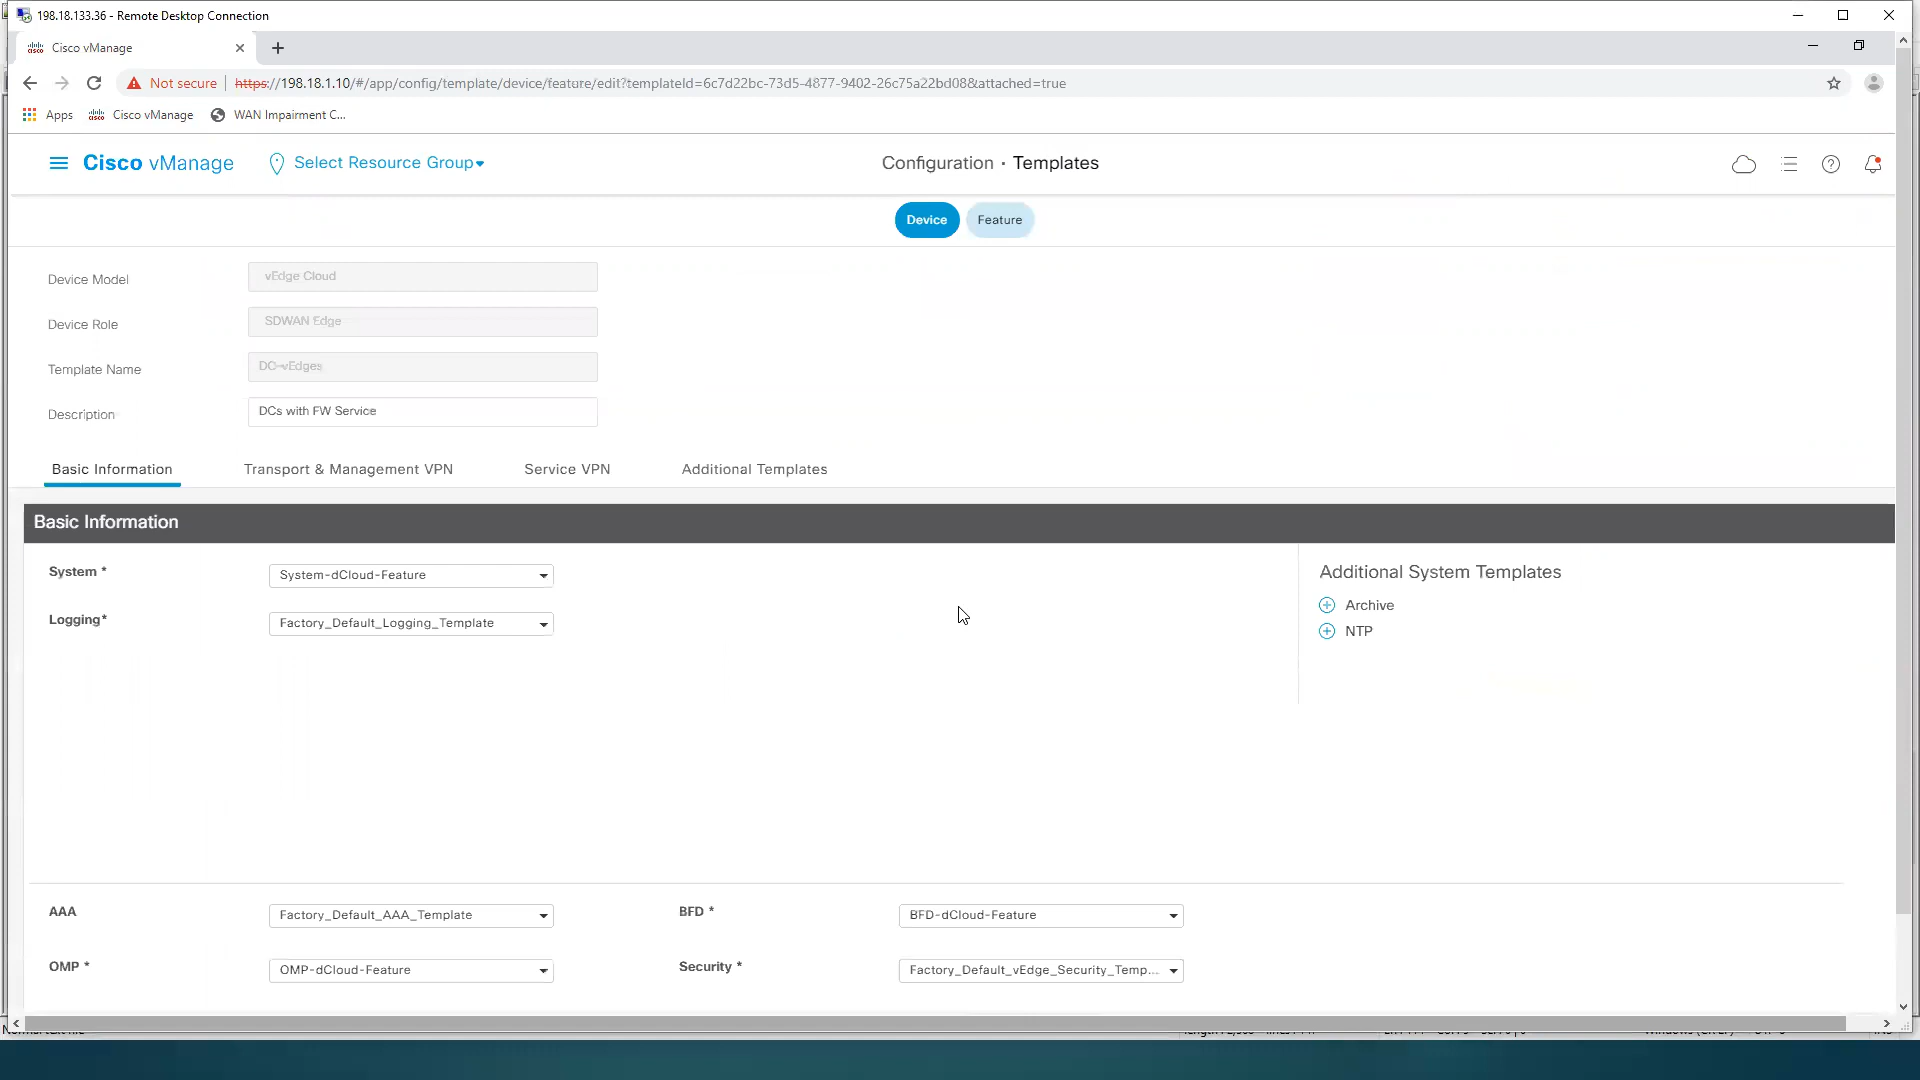 198.18.133.36 - Remote Desktop Connection
Cisco vManage
Not secure | https://198.18.1.10/#/app/config/template/device/feature/edit?templateId=6c7d22bc-73d5-4877-9402-26c75a22bd08&attached=true
Apps Cisco vManage WAN Impairment C...
Cisco vManage Select Resource Group Configuration · Templates
Device Feature
Device Model vEdge Cloud
Device Role SDWAN Edge
Template Name DC-vEdges
Description DCs with FW Service
Basic Information Transport & Management VPN Service VPN Additional Templates
Basic Information
System * System-dCloud-Feature
Additional System Templates
Logging* Factory_Default_Logging_Template
Archive
NTP
AAA Factory_Default_AAA_Template BFD * BFD-dCloud-Feature
OMP * OMP-dCloud-Feature Security * Factory_Default_vEdge_Security_Temp...